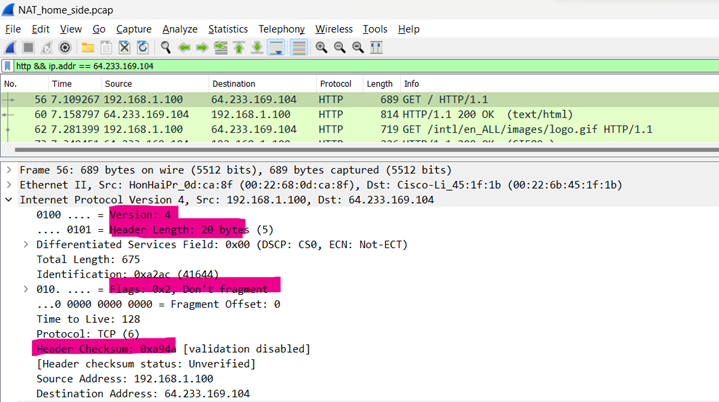 NAT_home_side.pcap
File Edit View Go Capture Analyze Statistics Telephony Wireless Tools Help
http && ip.addr == 64.233.169.104
No. Time Source Destination Protocol Length Info
56 7.109267 192.168.1.100 64.233.169.104 HTTP 689 GET / HTTP/1.1
60 7.158797 64.233.169.104 192.168.1.100 HTTP 814 HTTP/1.1 200 OK (text/html)
62 7.281399 192.168.1.100 64.233.169.104 HTTP 719 GET /intl/en_ALL/images/logo.gif HTTP/1.1
Frame 56: 689 bytes on wire (5512 bits), 689 bytes captured (5512 bits)
Ethernet II, Src: HonHaiPr_0d:ca:8f (00:22:68:0d:ca:8f), Dst: Cisco-Li_45:1f:1b (00:22:6b:45:1f:1b)
Internet Protocol Version 4, Src: 192.168.1.100, Dst: 64.233.169.104
0100 .... = Version: 4
.... 0101 = Header Length: 20 bytes (5)
Differentiated Services Field: 0x00 (DSCP: CS0, ECN: Not-ECT)
Total Length: 675
Identification: 0xa2ac (41644)
010. .... = Flags: 0x2, Don't fragment
...0 0000 0000 0000 = Fragment Offset: 0
Time to Live: 128
Protocol: TCP (6)
Header Checksum: 0xa94a [validation disabled]
[Header checksum status: Unverified]
Source Address: 192.168.1.100
Destination Address: 64.233.169.104